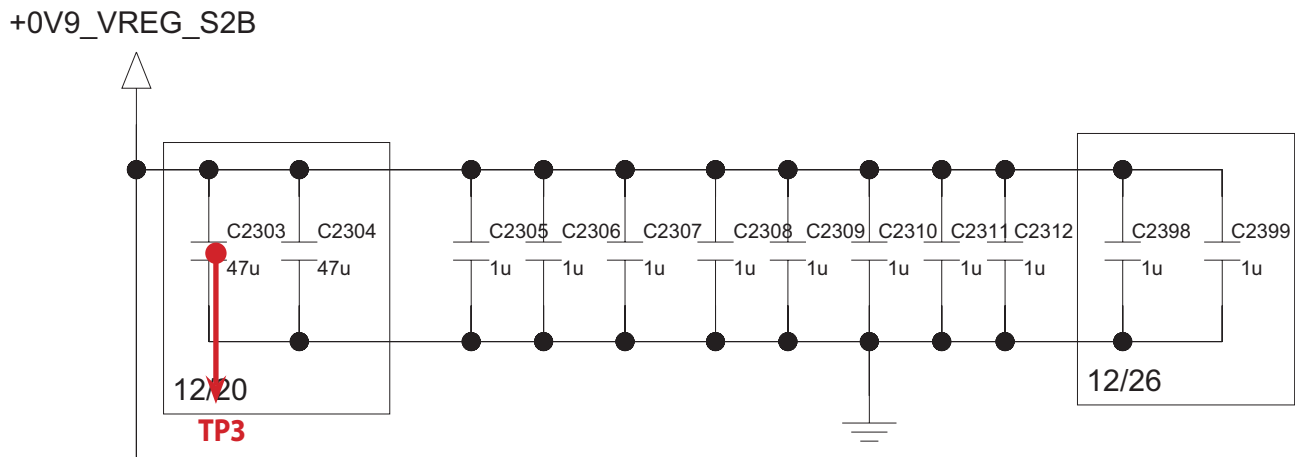 +0V9_VREG_S2B
C2303
47u
C2304
47u
C2305
1u
C2306
1u
C2307
1u
C2308
1u
C2309
1u
C2310
1u
C2311
1u
C2312
1u
C2398
1u
C2399
1u
12/20
12/26
TP3